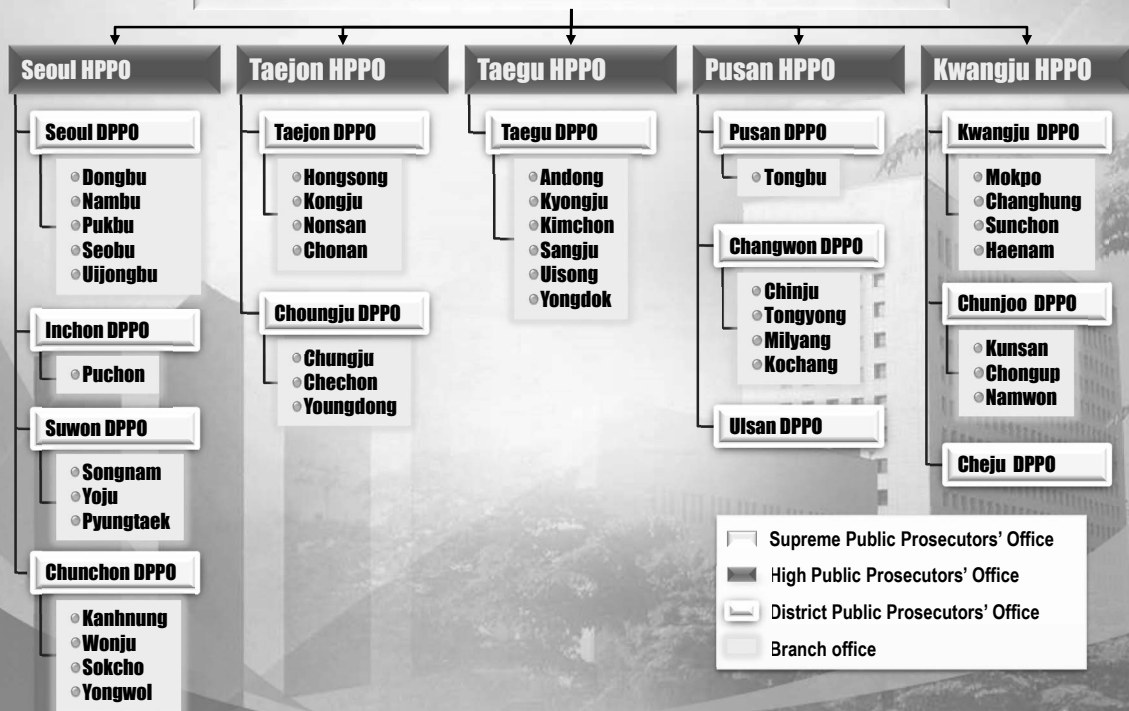 Seoul HPPO
Seoul DPPO
Dongbu
Nambu
Pukbu
Seobu
Uijongbu
Inchon DPPO
Puchon
Suwon DPPO
Songnam
Yoju
Pyungtaek
Chunchon DPPO
Kanhnung
Wonju
Sokcho
Yongwol
Taejon HPPO
Taejon DPPO
Hongsong
Kongju
Nonsan
Chonan
Choungju DPPO
Chungju
Chechon
Youngdong
Taegu HPPO
Taegu DPPO
Andong
Kyongju
Kimchon
Sangju
Uisong
Yongdok
Pusan HPPO
Pusan DPPO
Tongbu
Changwon DPPO
Chinju
Tongyong
Milyang
Kochang
Ulsan DPPO
Kwangju HPPO
Kwangju DPPO
Mokpo
Changhung
Sunchon
Haenam
Chunjoo DPPO
Kunsan
Chongup
Namwon
Cheju DPPO
Supreme Public Prosecutors' Office
High Public Prosecutors' Office
District Public Prosecutors' Office
Branch office